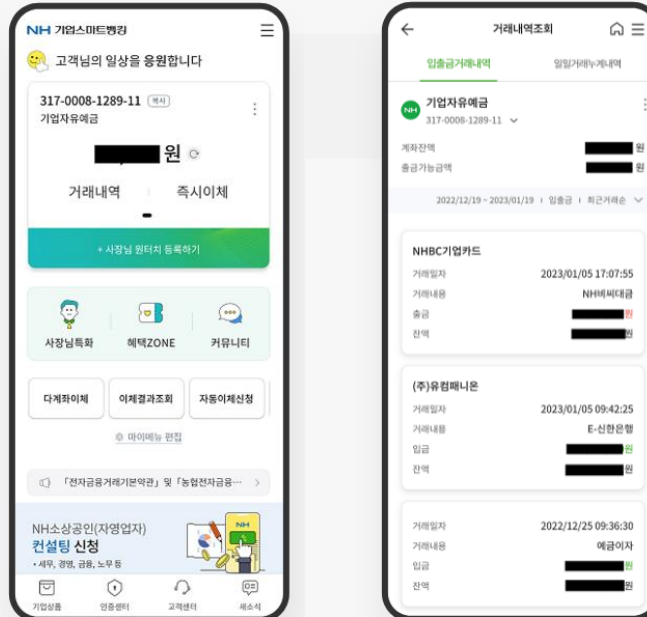 NH 기업스마트뱅킹
고객님의 일상을 응원합니다
317-0008-1289-11 복사
기업자유예금
원
거래내역
즉시이체
+ 사장님 원터치 등록하기
사장님특화
혜택ZONE
커뮤니티
다계좌이체
이체결과조회
자동이체신청
마이메뉴 편집
「전자금융거래기본약관」 및 「농협전자금융…
NH소상공인(자영업자)
컨설팅 신청
• 세무, 경영, 금융, 노무 등
NH
기업상품
인증센터
고객센터
새소식
거래내역조회
입출금거래내역
일일거래누계내역
NH
기업자유예금
317-0008-1289-11
계좌잔액 원
출금가능금액 원
2022/12/19 ~ 2023/01/19 I 입출금 I 최근거래순
NHBC기업카드
거래일자 2023/01/05 17:07:55
거래내용 NH비씨대금
출금 원
잔액 원
(주)유컴패니온
거래일자 2023/01/05 09:42:25
거래내용 E-신한은행
입금 원
잔액 원
거래일자 2022/12/25 09:36:30
거래내용 예금이자
입금 원
잔액 원